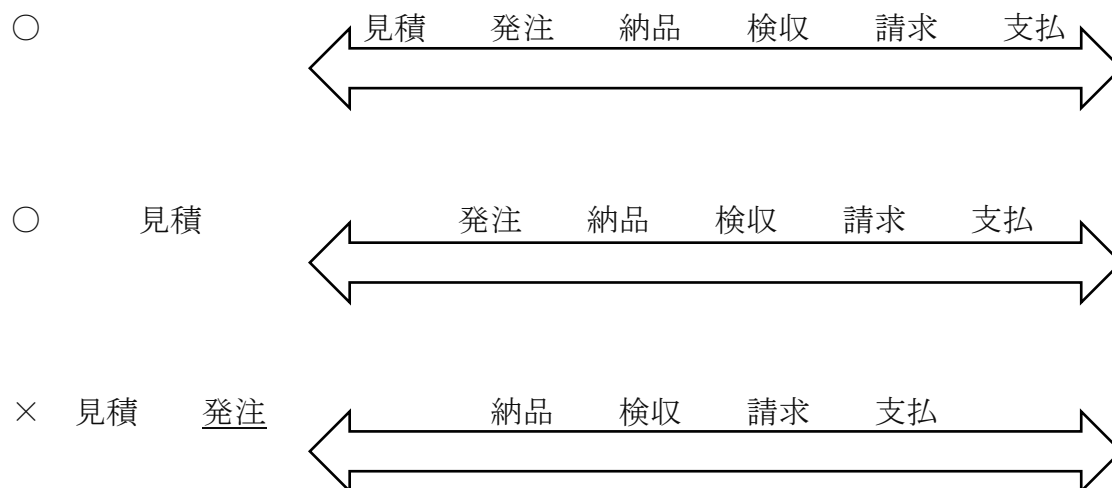 ○ 見積 発注 納品 検収 請求 支払
○ 見積 発注 納品 検収 請求 支払
× 見積 発注 納品 検収 請求 支払